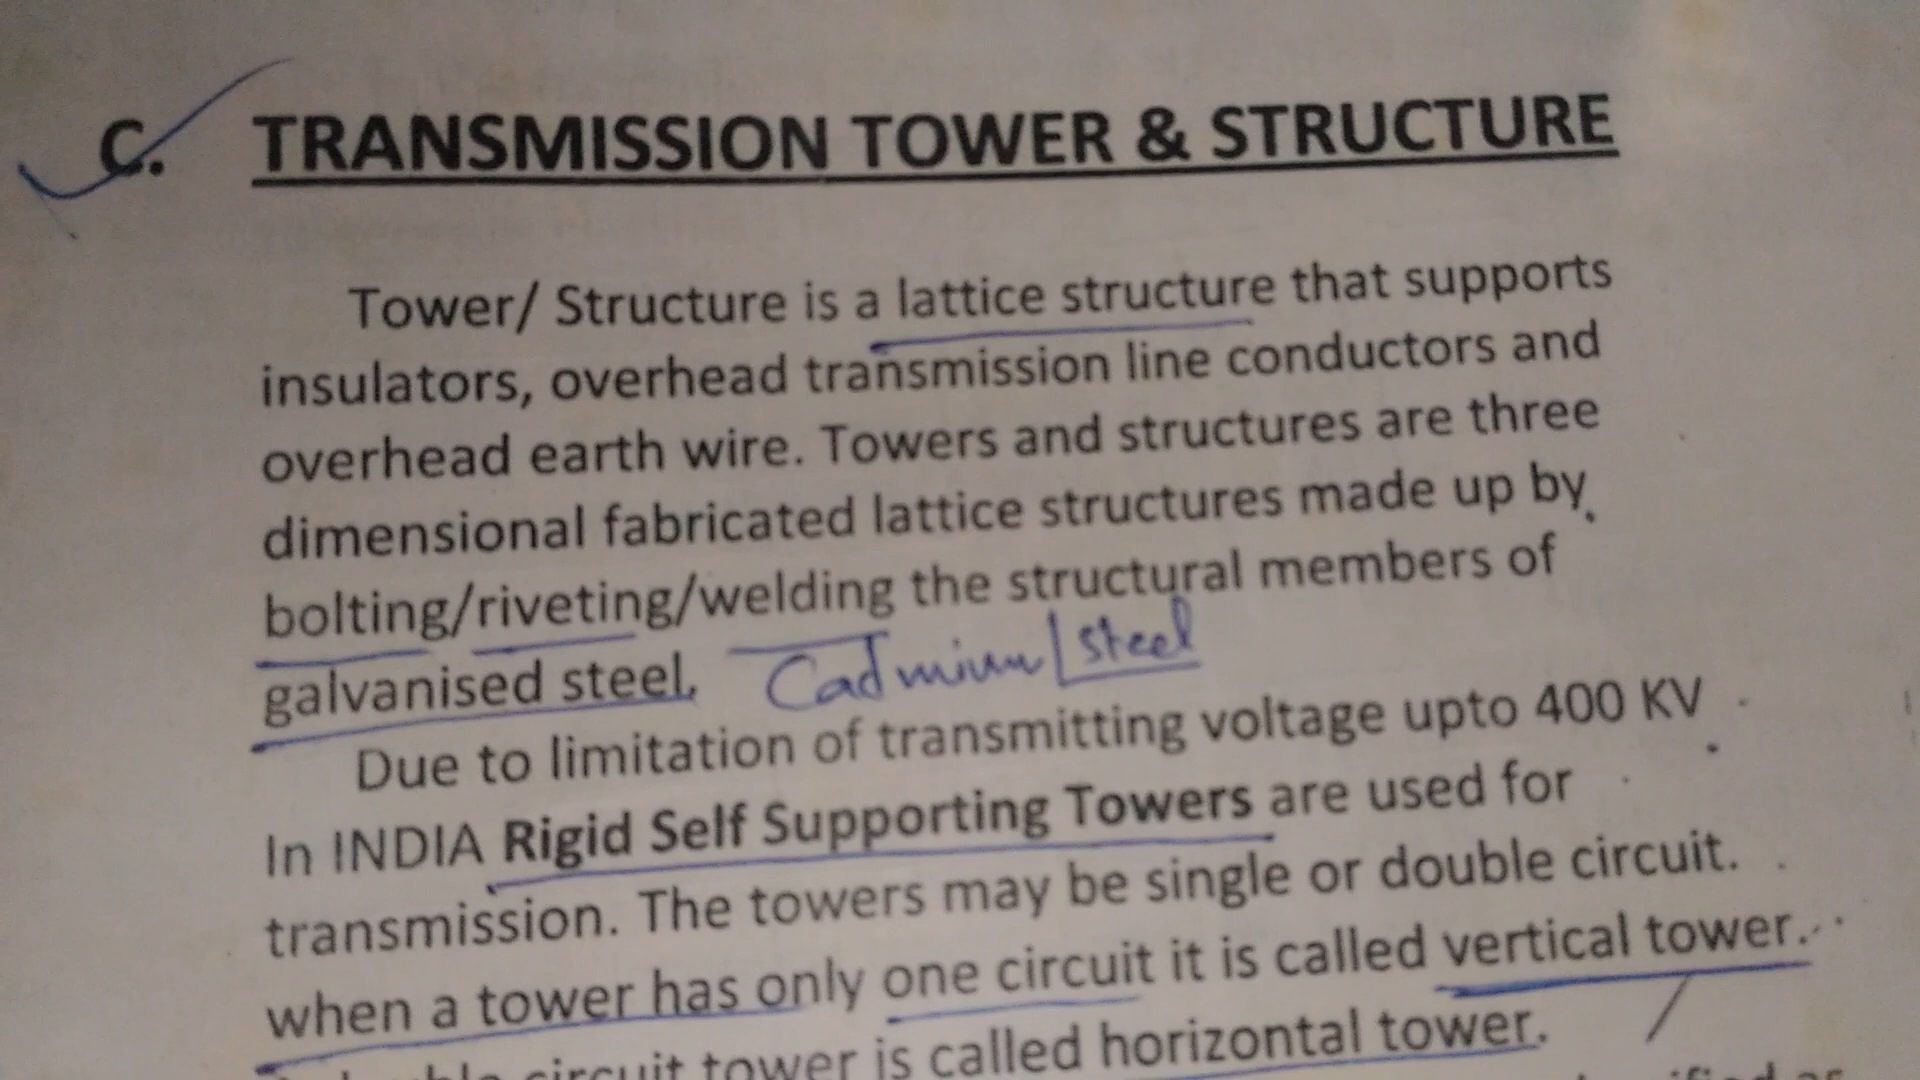 C. TRANSMISSION TOWER & STRUCTURE
Tower/ Structure is a lattice structure that supports
insulators, overhead transmission line conductors and
overhead earth wire. Towers and structures are three
dimensional fabricated lattice structures made up by
bolting/riveting/welding the structural members of
galvanised steel. Cadmium steel
Due to limitation of transmitting voltage upto 400 KV
In INDIA Rigid Self Supporting Towers are used for
transmission. The towers may be single or double circuit.
when a tower has only one circuit it is called vertical tower.
circuit tower is called horizontal tower.